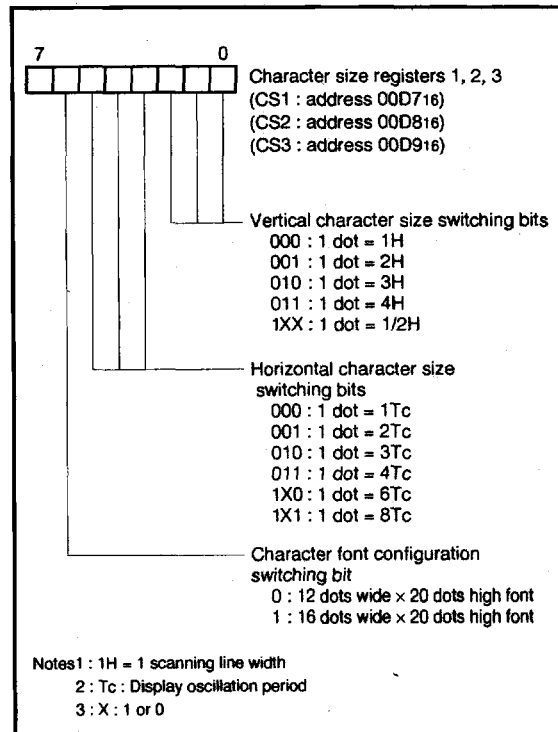 7 0
Character size registers 1, 2, 3
(CS1 : address 00D716)
(CS2 : address 00D816)
(CS3 : address 00D916)
Vertical character size switching bits
000 : 1 dot = 1H
001 : 1 dot = 2H
010 : 1 dot = 3H
011 : 1 dot = 4H
1XX : 1 dot = 1/2H
Horizontal character size
switching bits
000 : 1 dot = 1Tc
001 : 1 dot = 2Tc
010 : 1 dot = 3Tc
011 : 1 dot = 4Tc
1X0 : 1 dot = 6Tc
1X1 : 1 dot = 8Tc
Character font configuration
switching bit
0 : 12 dots wide × 20 dots high font
1 : 16 dots wide × 20 dots high font
Notes1 : 1H = 1 scanning line width
2 : Tc : Display oscillation period
3 : X : 1 or 0